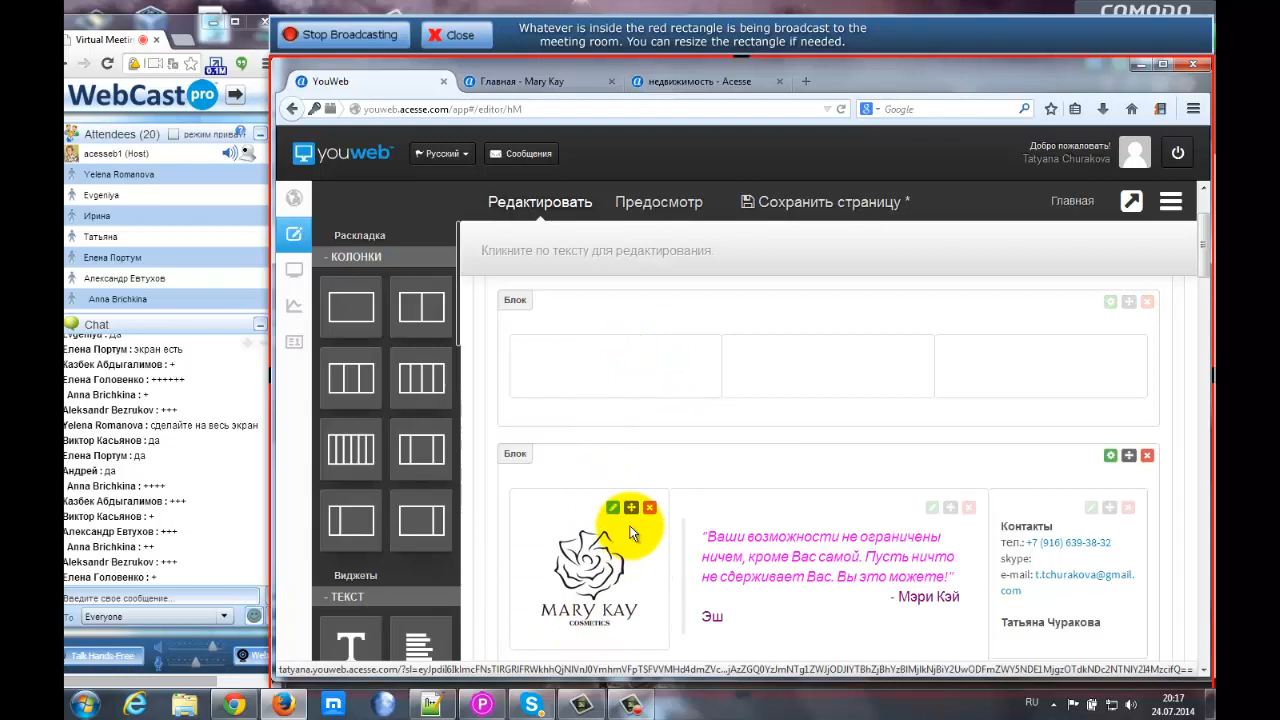 COMODO
Virtual Meeti
Stop Broadcasting
Close
Whatever is inside the red rectangle is being broadcast to the
meeting room. You can resize the rectangle if needed.
YouWeb
Главная - Mary Kay
недвижимость - Acesse
youweb.acesse.com/app#/editor/hM
Google
0.1M
WebCast pro
Attendees (20)
режим прива
acesseb1 (Host)
Yelena Romanova
Evgeniya
Ирина
Татьяна
Елена Портум
Александр Евтухов
Anna Brichkina
Chat
Evgeniya : да
Елена Портум : экран есть
Казбек Абдыгалимов : +
Елена Головенко : ++++++
Anna Brichkina : +
Aleksandr Bezrukov : +++
Yelena Romanova : сделайте на весь экран
Виктор Касьянов : да
Елена Портум : да
Андрей : да
Anna Brichkina : ++++
Казбек Абдыгалимов : +++
Виктор Касьянов : ++
Александр Евтухов : +++
Anna Brichkina : ++
Aleksandr Bezrukov : +++
Елена Головенко : +++
Введите свое сообщение...
To
Everyone
Talk Hands-Free
youweb
Русский
Сообщения
Добро пожаловать!
Tatyana Churakova
Редактировать
Предосмотр
Сохранить страницу *
Главная
Раскладка
- КОЛОНКИ
Виджеты
- ТЕКСТ
T
Кликните по тексту для редактирования.
Блок
Блок
MARY KAY
COSMETICS
"Ваши возможности не ограничены
ничем, кроме Вас самой. Пусть ничто
не сдерживает Вас. Вы это можете!"
- Мэри Кэй
Эш
Контакты
тел.: +7 (916) 639-38-32
skype:
e-mail: t.tchurakova@gmail.
com
Татьяна Чуракова
RU
20:17
24.07.2014